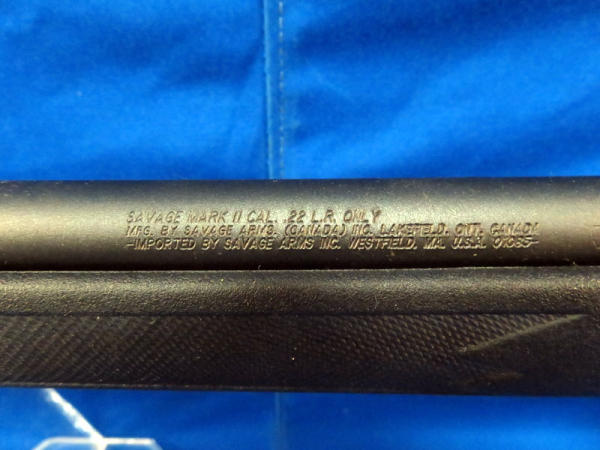 SAVAGE MARK II CAL. .22 L.R. ONLY
MFG. BY SAVAGE ARMS. (CANADA) INC. LAKEFIELD, ONT. CANADA
-IMPORTED BY SAVAGE ARMS INC. WESTFIELD, MA. U.S.A. 01085-